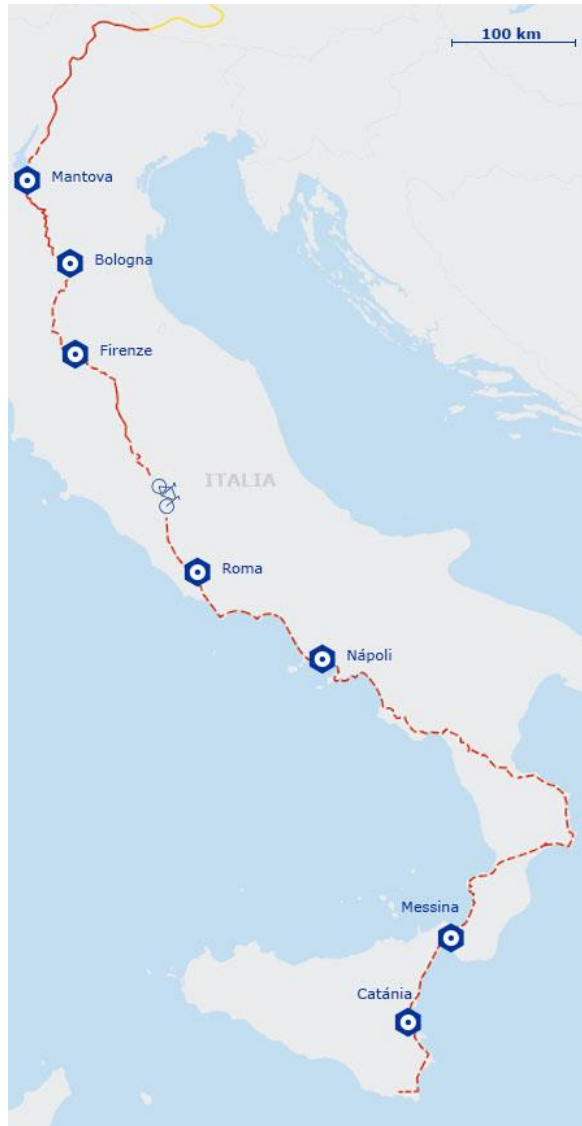 100 km
Mantova
Bologna
Firenze
ITALIA
Roma
Nápoli
Messina
Catánia